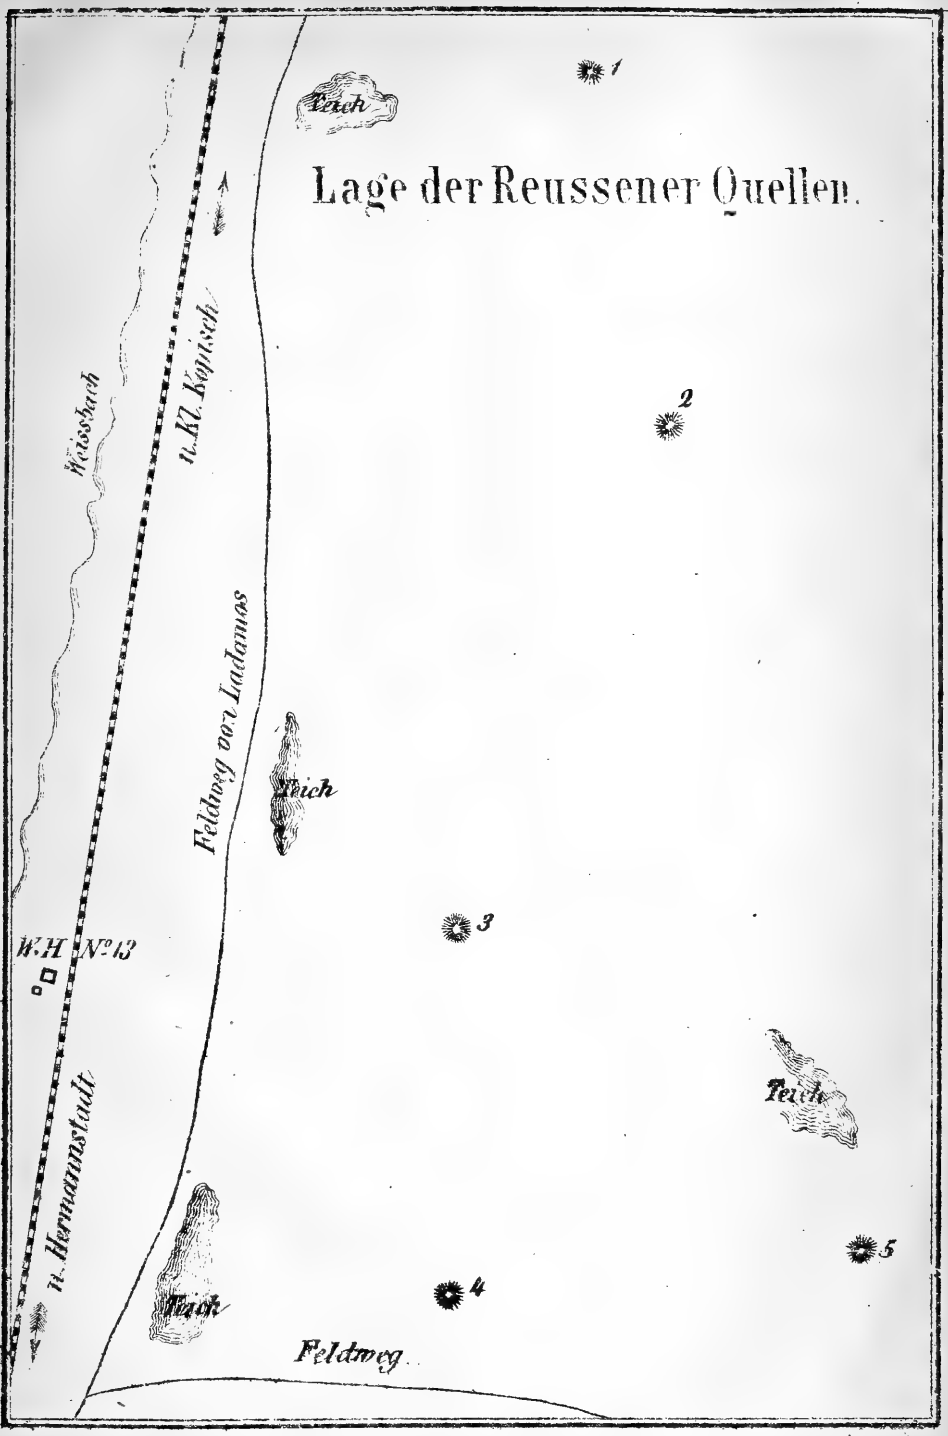 Teich
1
Lage der Reussener Quellen.
n. Kl. Kopisch
Weissbach
2
Feldweg von Ladamos
Teich
3
W.H. No. 13
Teich
n. Hermannstadt
5
4
Teich
Feldweg.